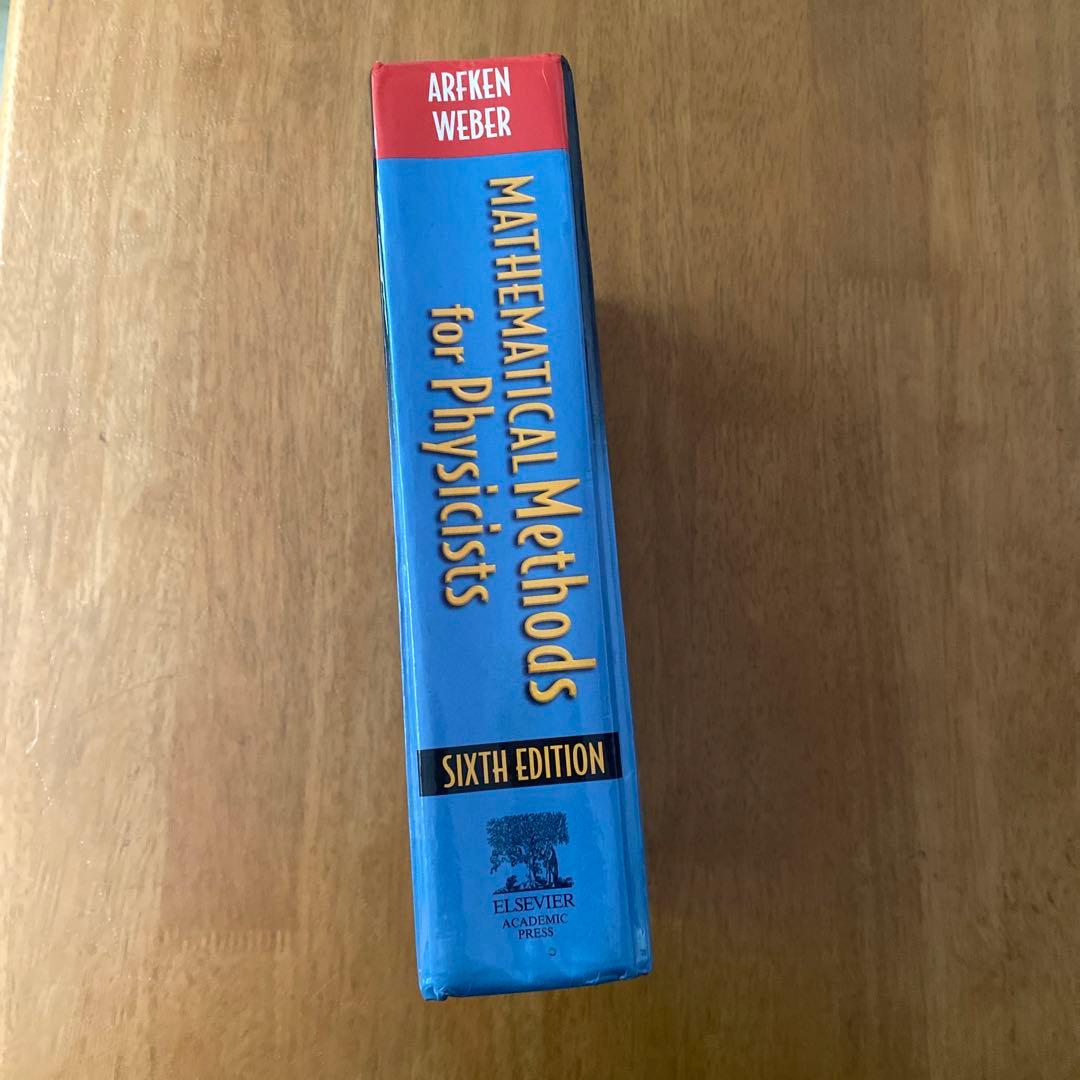 ARFKEN
WEBER
MATHEMATICAL Methods
for Physicists
SIXTH EDITION
ELSEVIER
ACADEMIC
PRESS